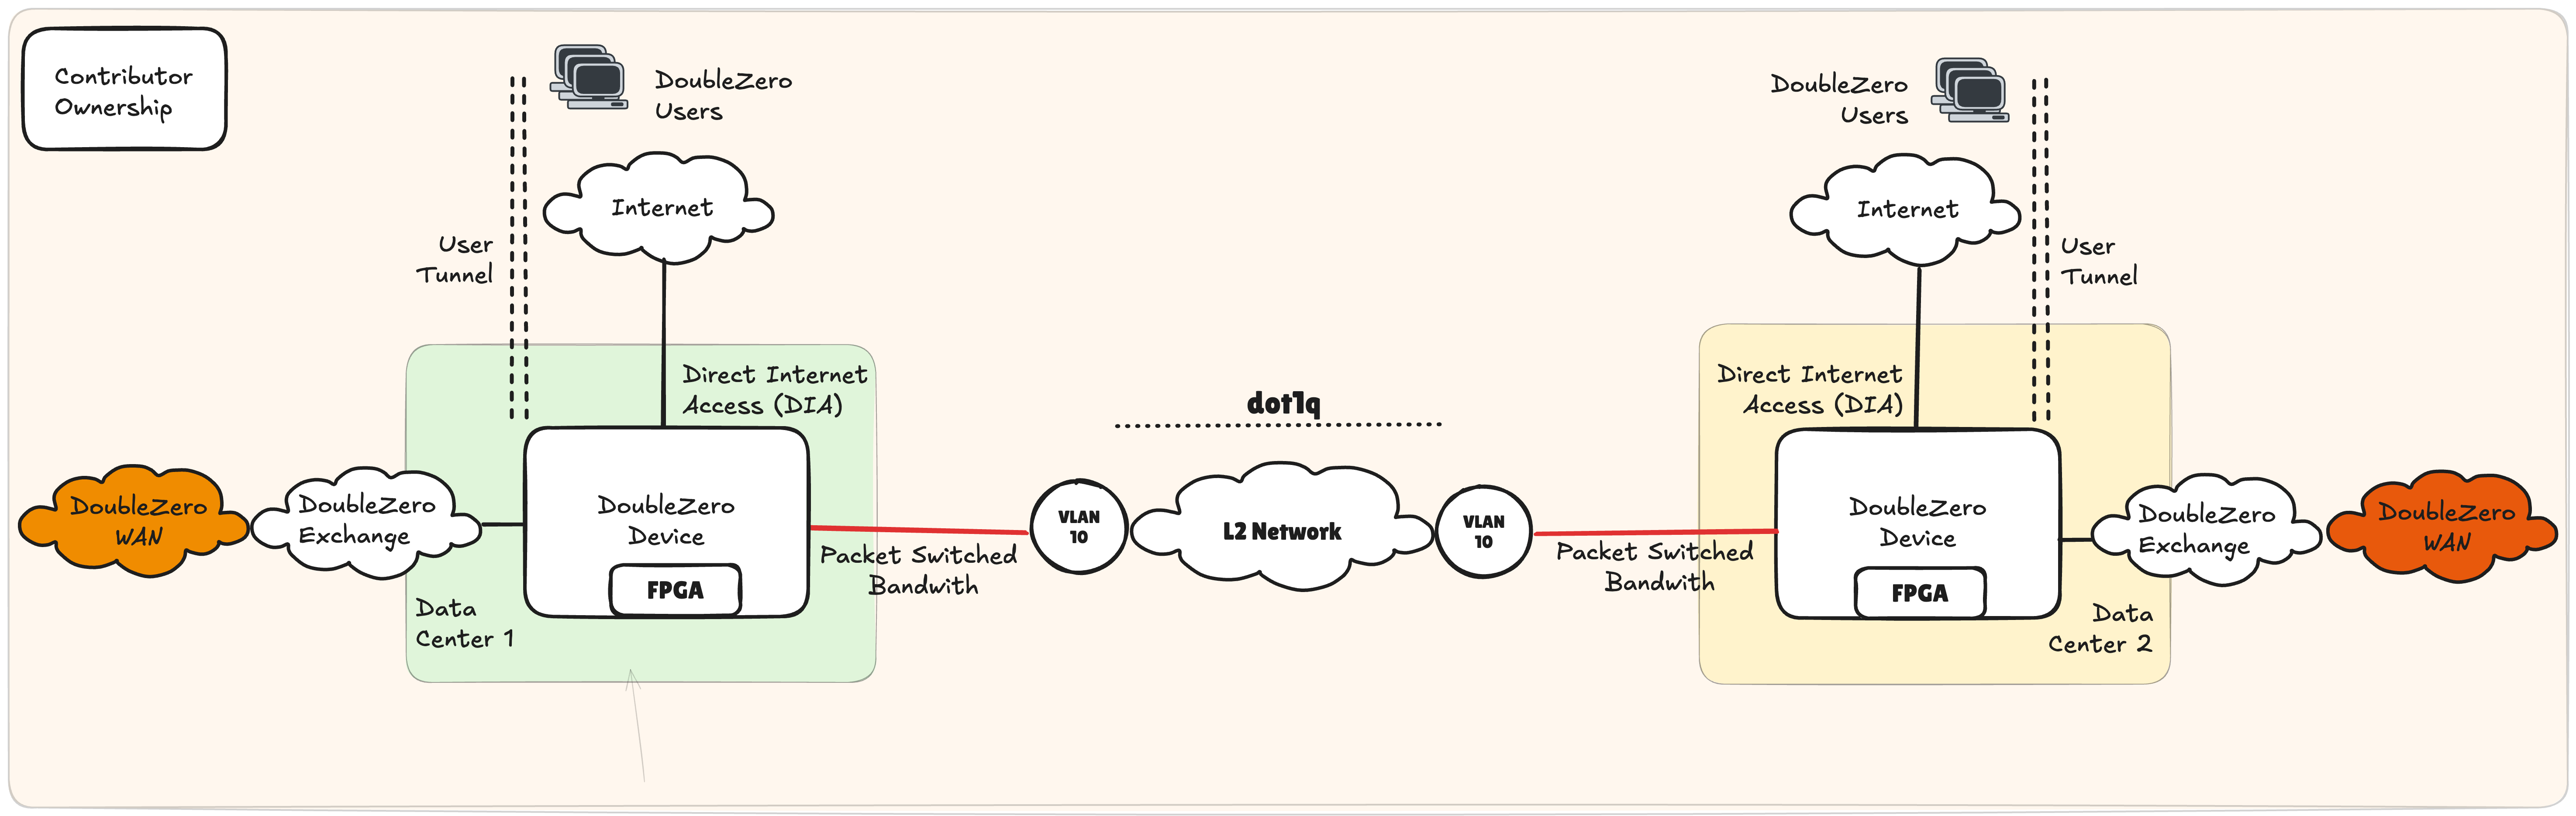 Contributor
Ownership
DoubleZero
Users
DoubleZero
Users
Internet
Internet
User
Tunnel
User
Tunnel
Direct Internet
Access (DIA)
dot1q
Direct Internet
Access (DIA)
DoubleZero
WAN
DoubleZero
Exchange
DoubleZero
Device
FPGA
Packet Switched
Bandwith
VLAN
10
L2 Network
VLAN
10
Packet Switched
Bandwith
DoubleZero
Device
FPGA
DoubleZero
Exchange
DoubleZero
WAN
Data
Center 1
Data
Center 2